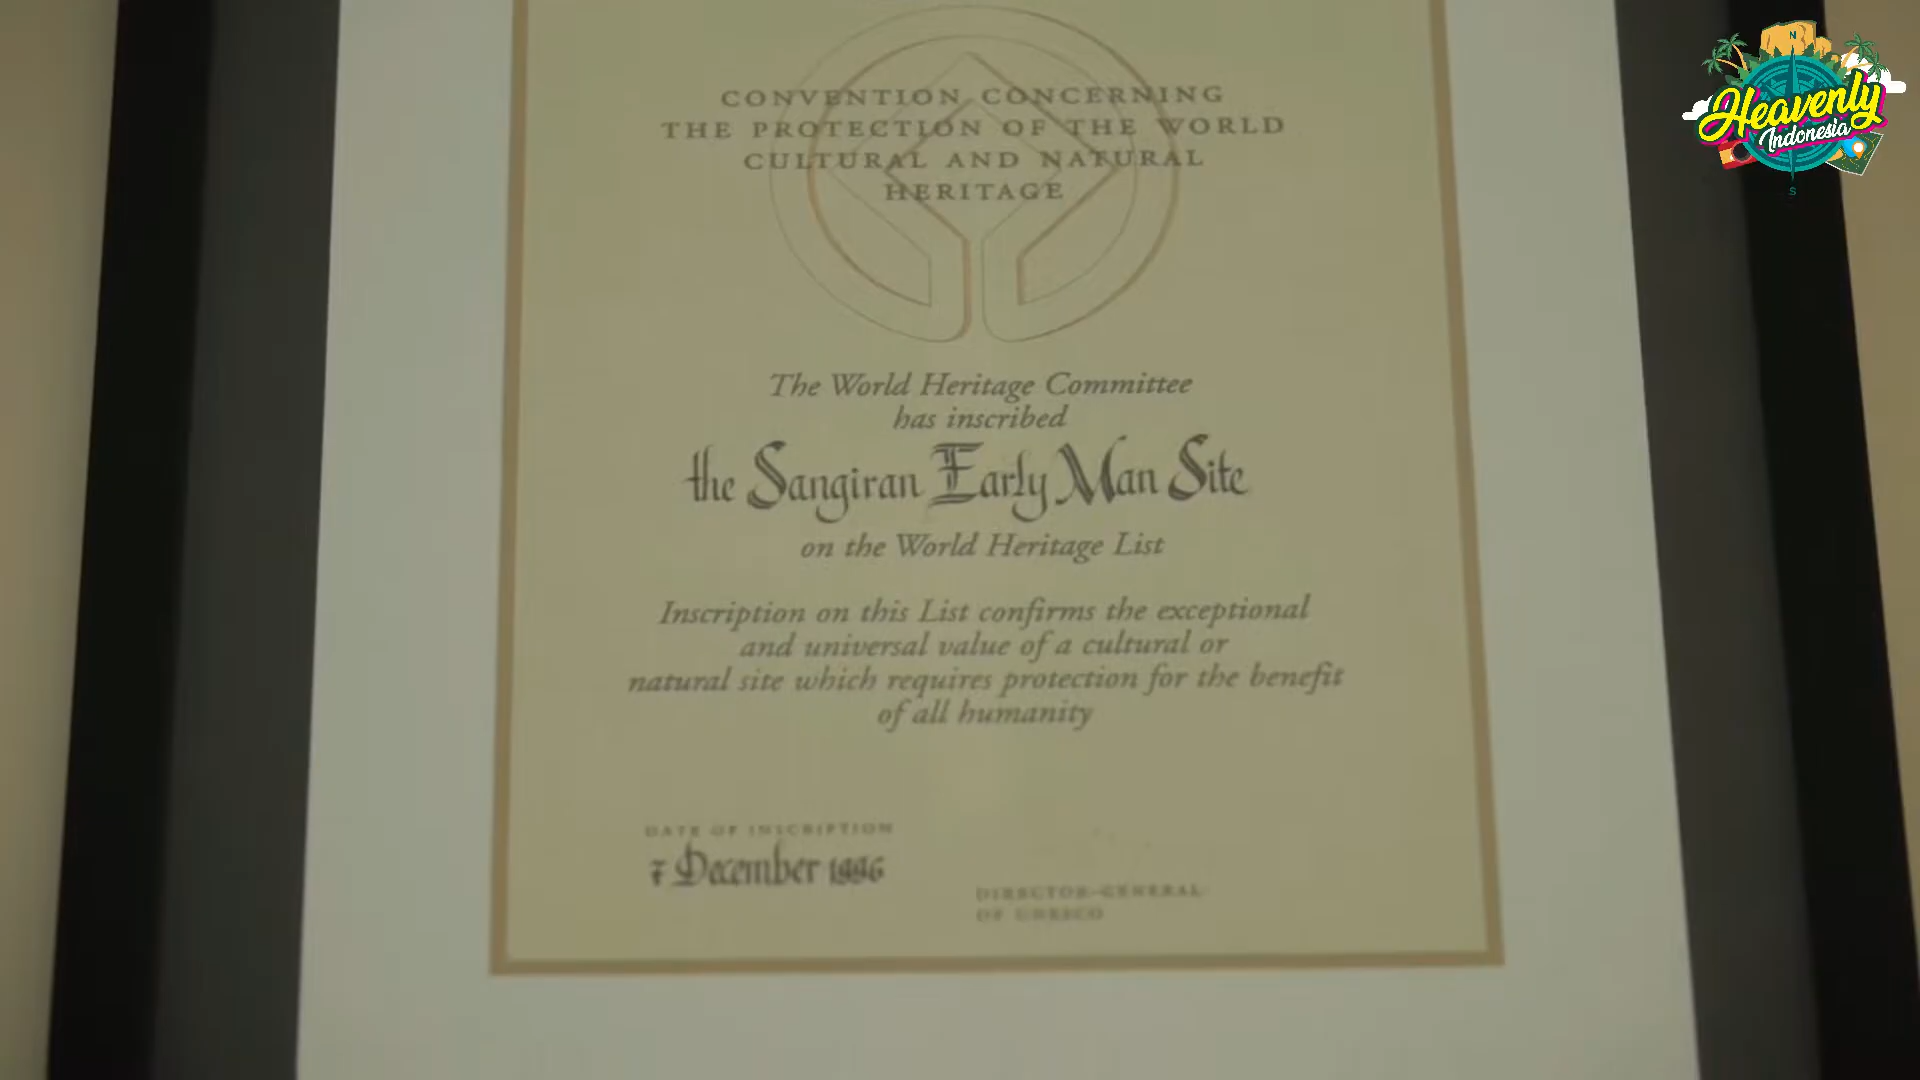 CONVENTION CONCERNING
THE PROTECTION OF THE WORLD
CULTURAL AND NATURAL
HERITAGE
The World Heritage Committee
has inscribed
the Sangiran Early Man Site
on the World Heritage List
Inscription on this List confirms the exceptional
and universal value of a cultural or
natural site which requires protection for the benefit
of all humanity
DATE OF INSCRIPTION
7 December 1996
DIRECTOR-GENERAL
OF UNESCO
N
Heavenly
Indonesia
S